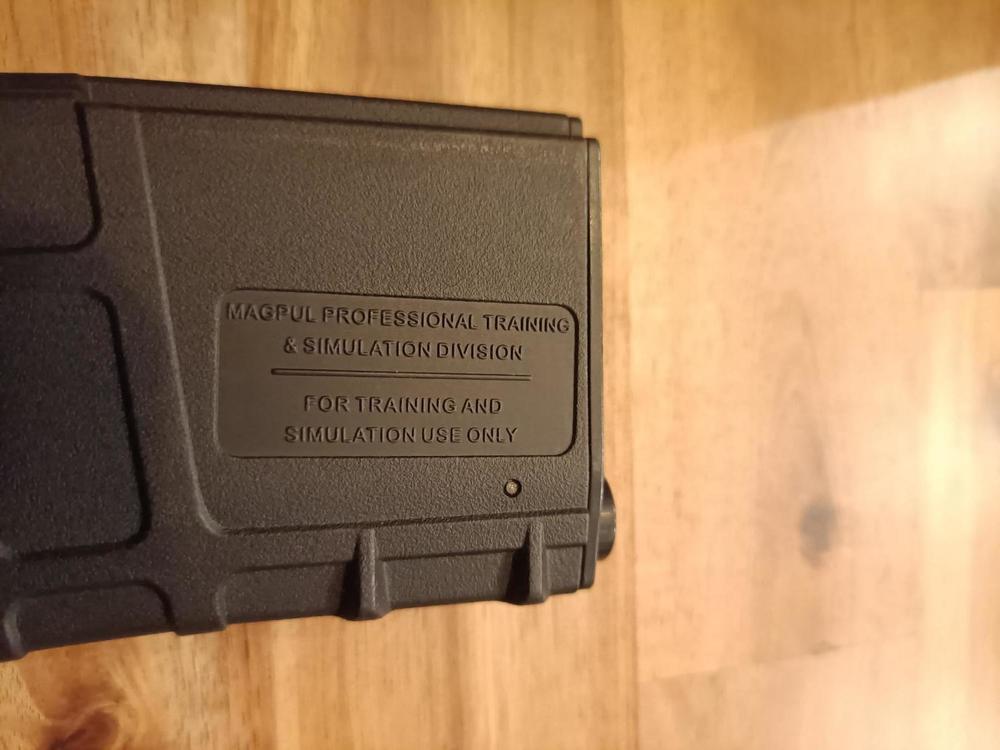 MAGPUL PROFESSIONAL TRAINING
& SIMULATION DIVISION
FOR TRAINING AND
SIMULATION USE ONLY